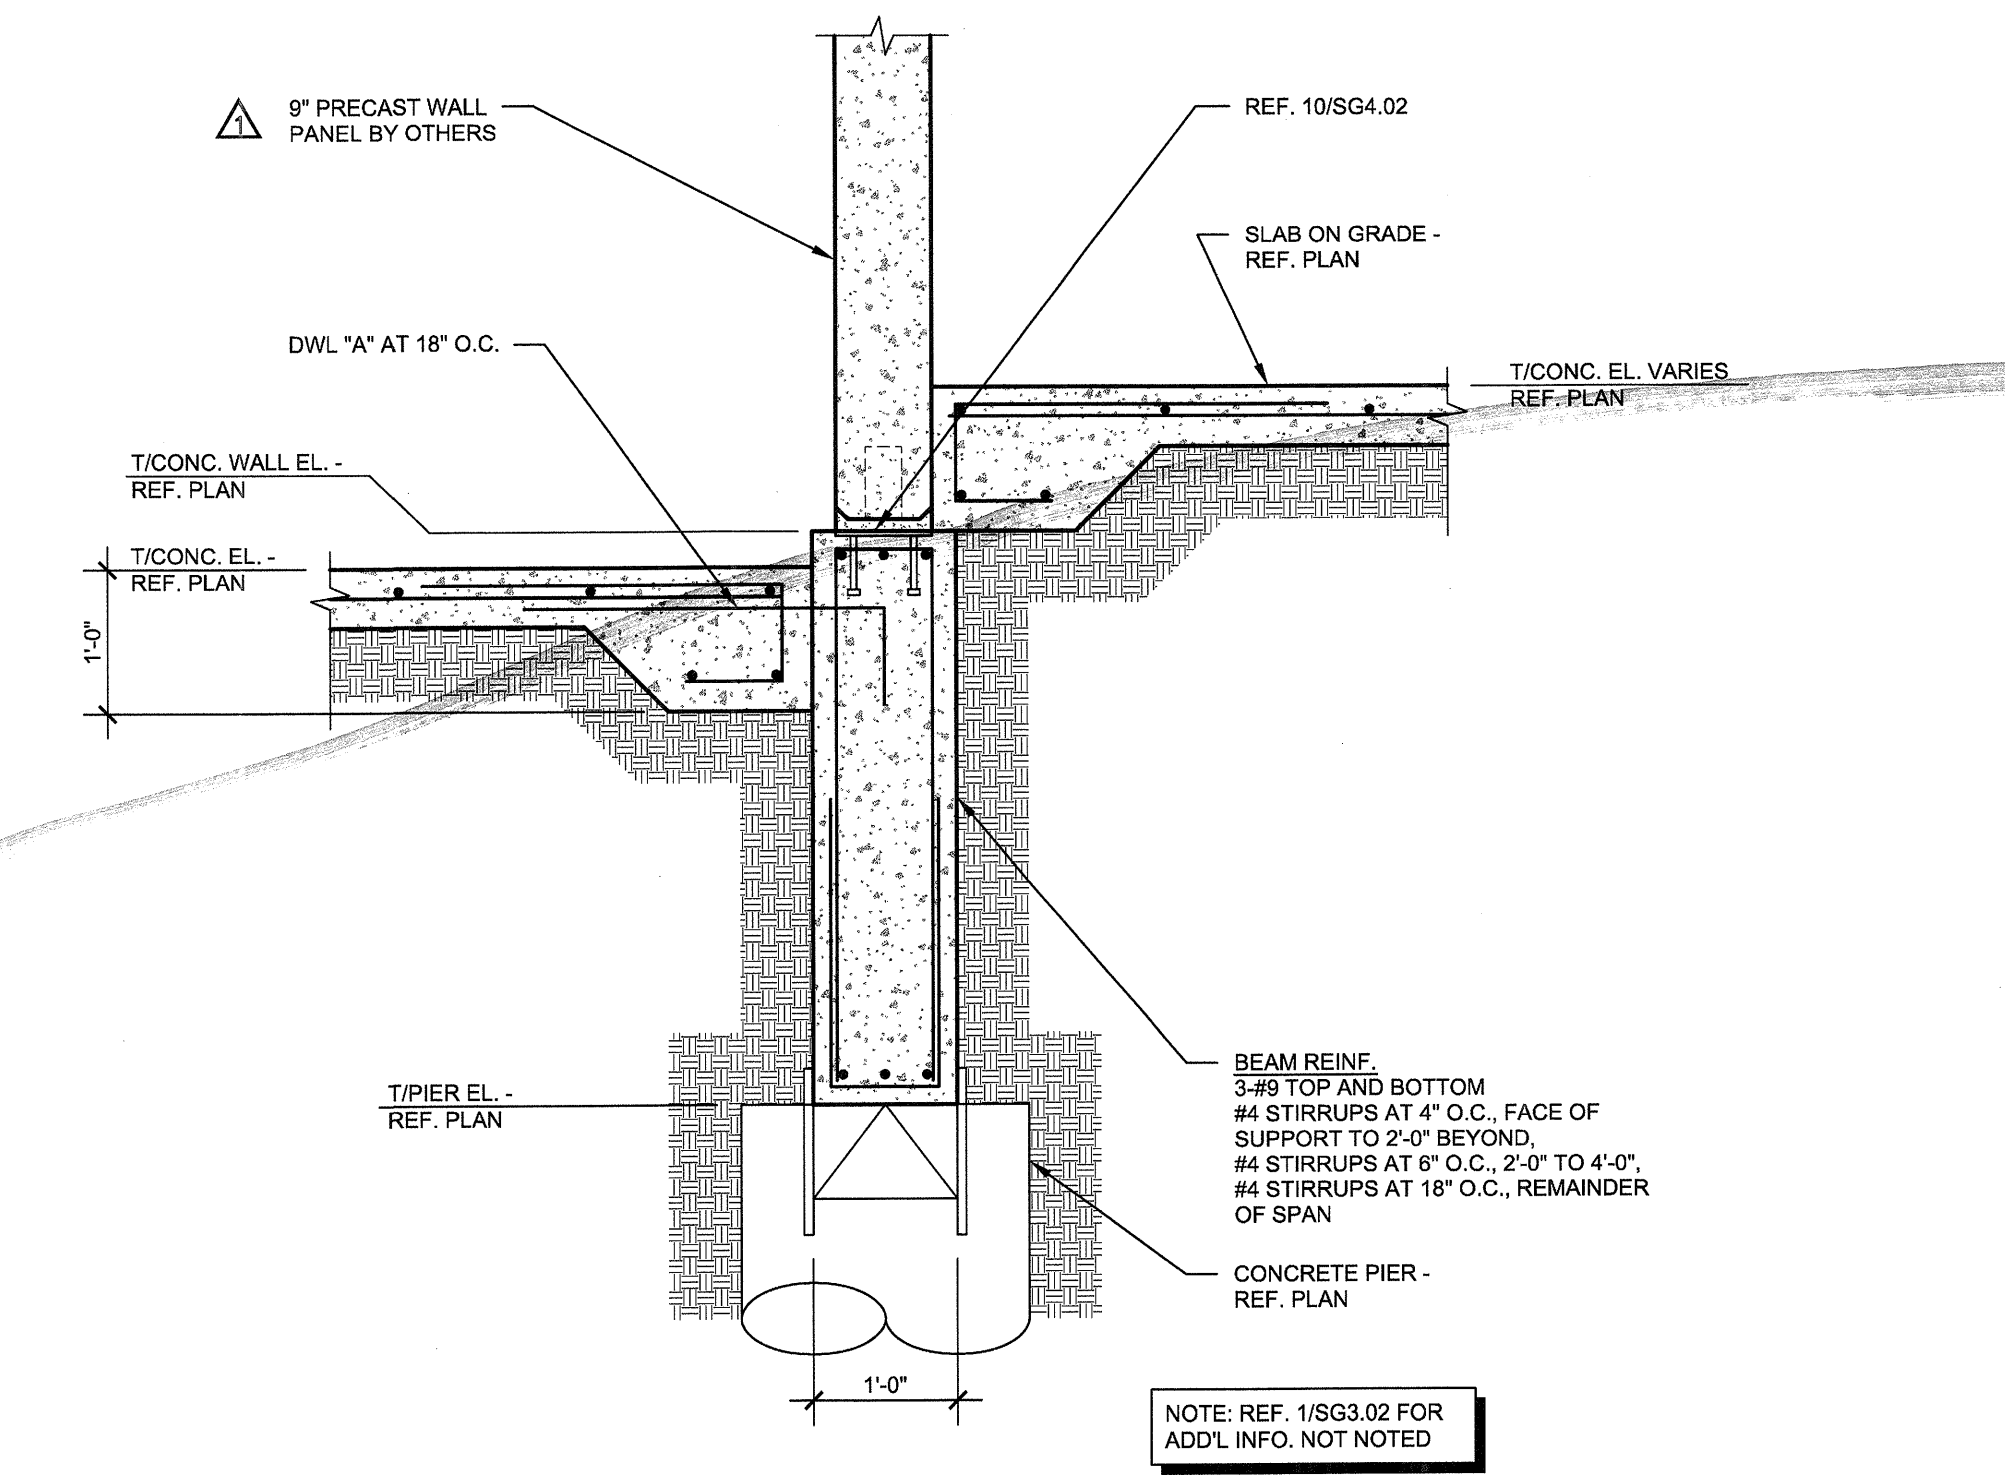 1
9" PRECAST WALL
PANEL BY OTHERS
REF. 10/SG4.02
SLAB ON GRADE -
REF. PLAN
DWL "A" AT 18" O.C.
T/CONC. EL. VARIES
REF. PLAN
T/CONC. WALL EL. -
REF. PLAN
T/CONC. EL. -
REF. PLAN
1'-0"
T/PIER EL. -
REF. PLAN
BEAM REINF.
3-#9 TOP AND BOTTOM
#4 STIRRUPS AT 4" O.C., FACE OF
SUPPORT TO 2'-0" BEYOND,
#4 STIRRUPS AT 6" O.C., 2'-0" TO 4'-0",
#4 STIRRUPS AT 18" O.C., REMAINDER
OF SPAN
CONCRETE PIER -
REF. PLAN
1'-0"
NOTE: REF. 1/SG3.02 FOR
ADD'L INFO. NOT NOTED